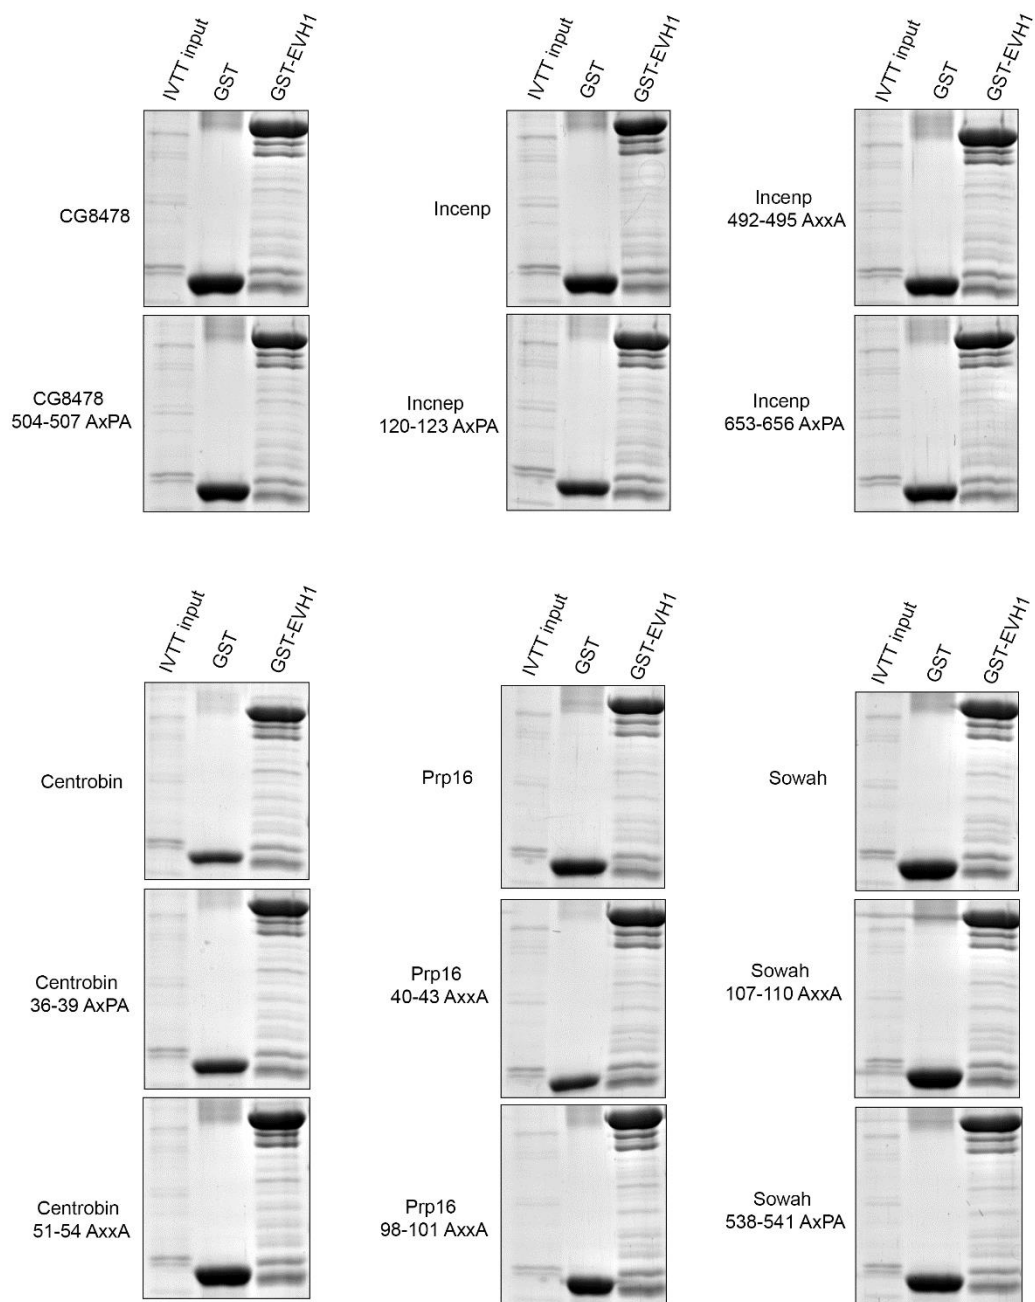 IVTT input
GST
GST-EVH1
IVTT input
GST
GST-EVH1
IVTT input
GST
GST-EVH1
CG8478
Incenp
Incenp
492-495 AxxA
CG8478
504-507 AxPA
Incnep
120-123 AxPA
Incenp
653-656 AxPA
IVTT input
GST
GST-EVH1
IVTT input
GST
GST-EVH1
IVTT input
GST
GST-EVH1
Centrobin
Prp16
Sowah
Centrobin
36-39 AxPA
Prp16
40-43 AxxA
Sowah
107-110 AxxA
Centrobin
51-54 AxxA
Prp16
98-101 AxxA
Sowah
538-541 AxPA